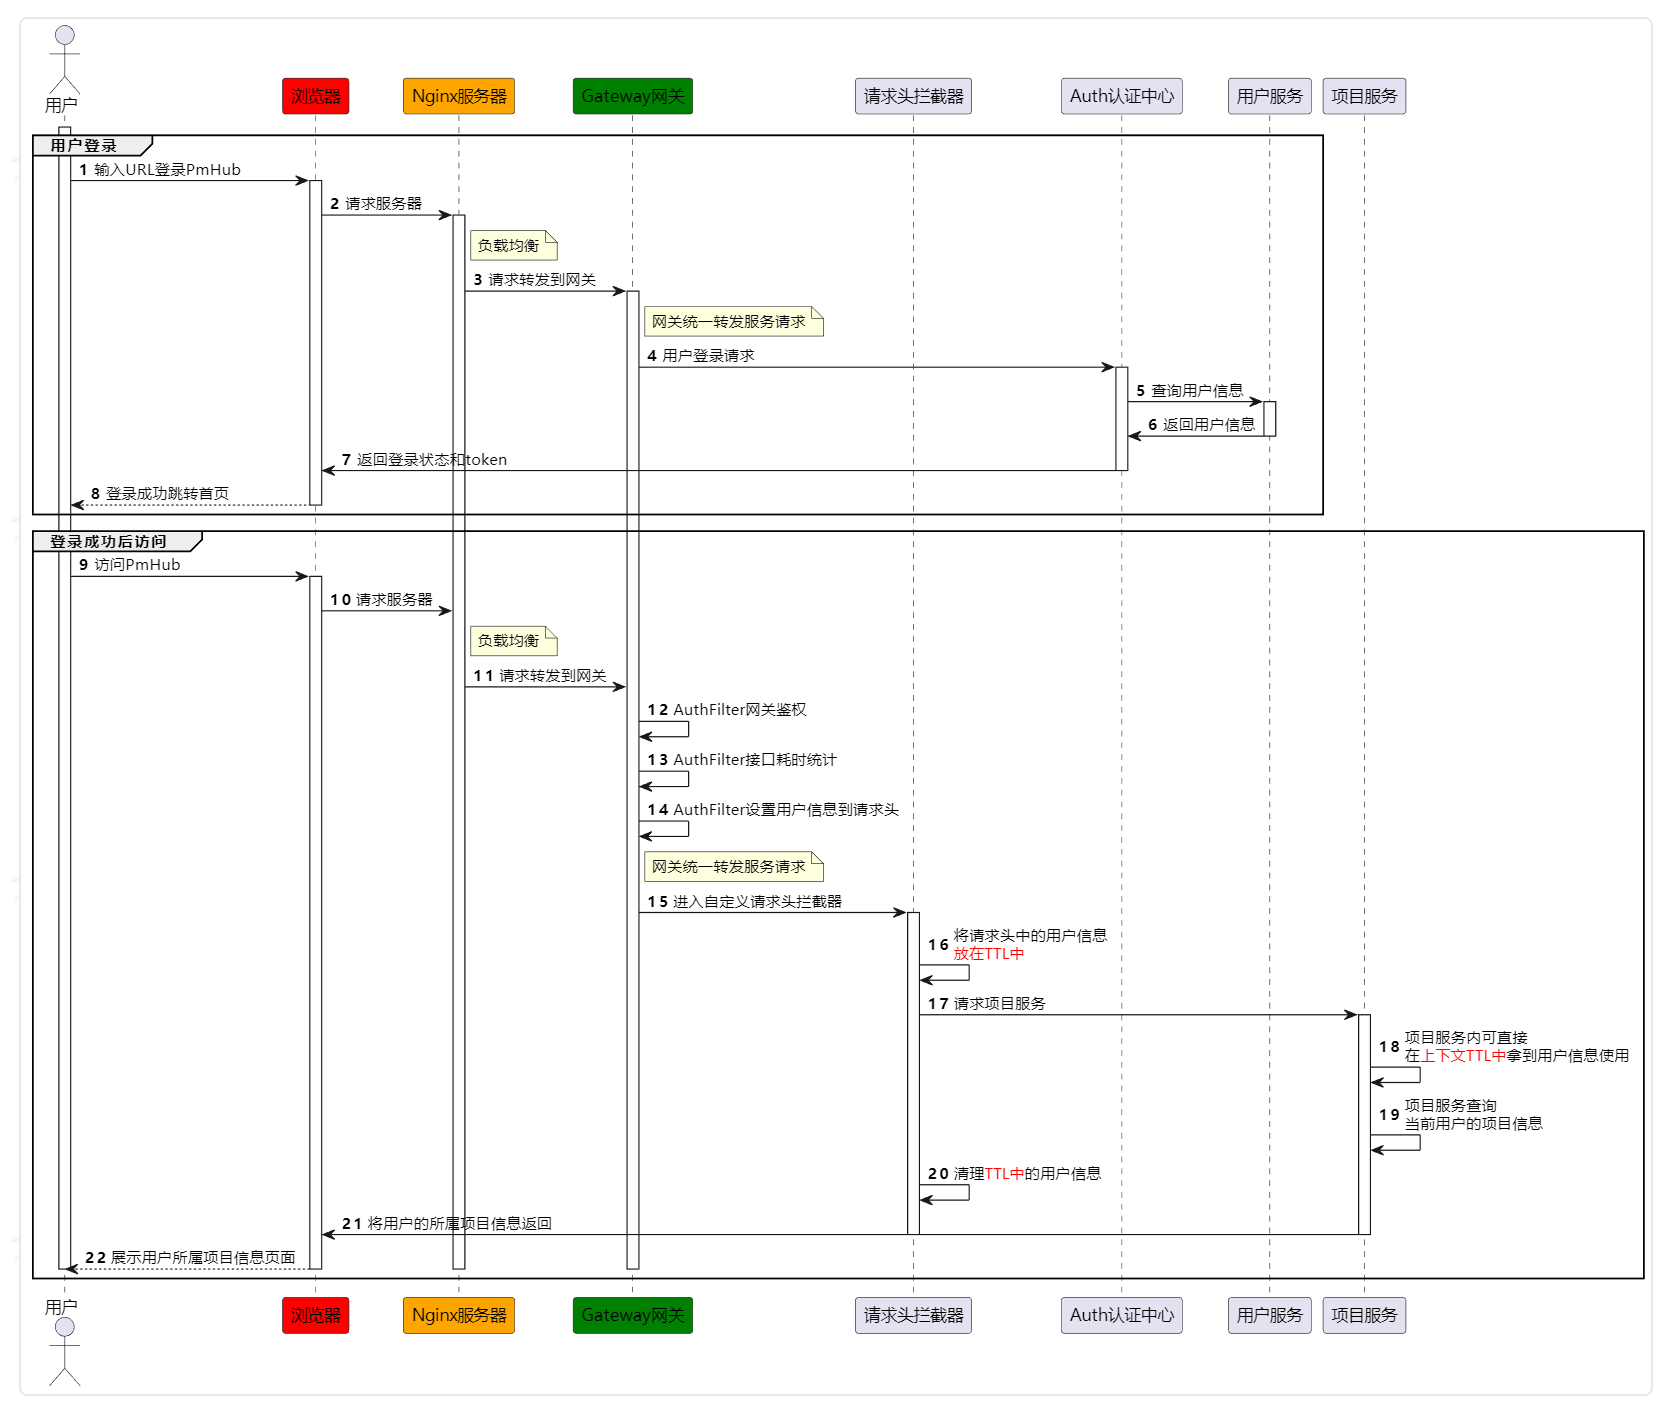 用户
浏览器
Nginx服务器
Gateway网关
请求头拦截器
Auth认证中心
用户服务
项目服务
用户登录
1 输入URL登录PmHub
2 请求服务器
负载均衡
3 请求转发到网关
网关统一转发服务请求
4 用户登录请求
5 查询用户信息
6 返回用户信息
7 返回登录状态和token
8 登录成功跳转首页
登录成功后访问
9 访问PmHub
10 请求服务器
负载均衡
11 请求转发到网关
12 AuthFilter网关鉴权
13 AuthFilter接口耗时统计
14 AuthFilter设置用户信息到请求头
网关统一转发服务请求
15 进入自定义请求头拦截器
16 将请求头中的用户信息
放在TTL中
17 请求项目服务
18 项目服务内可直接
在上下文TTL中拿到用户信息使用
19 项目服务查询
当前用户的项目信息
20 清理TTL中的用户信息
21 将用户的所属项目信息返回
22 展示用户所属项目信息页面
用户
浏览器
Nginx服务器
Gateway网关
请求头拦截器
Auth认证中心
用户服务
项目服务